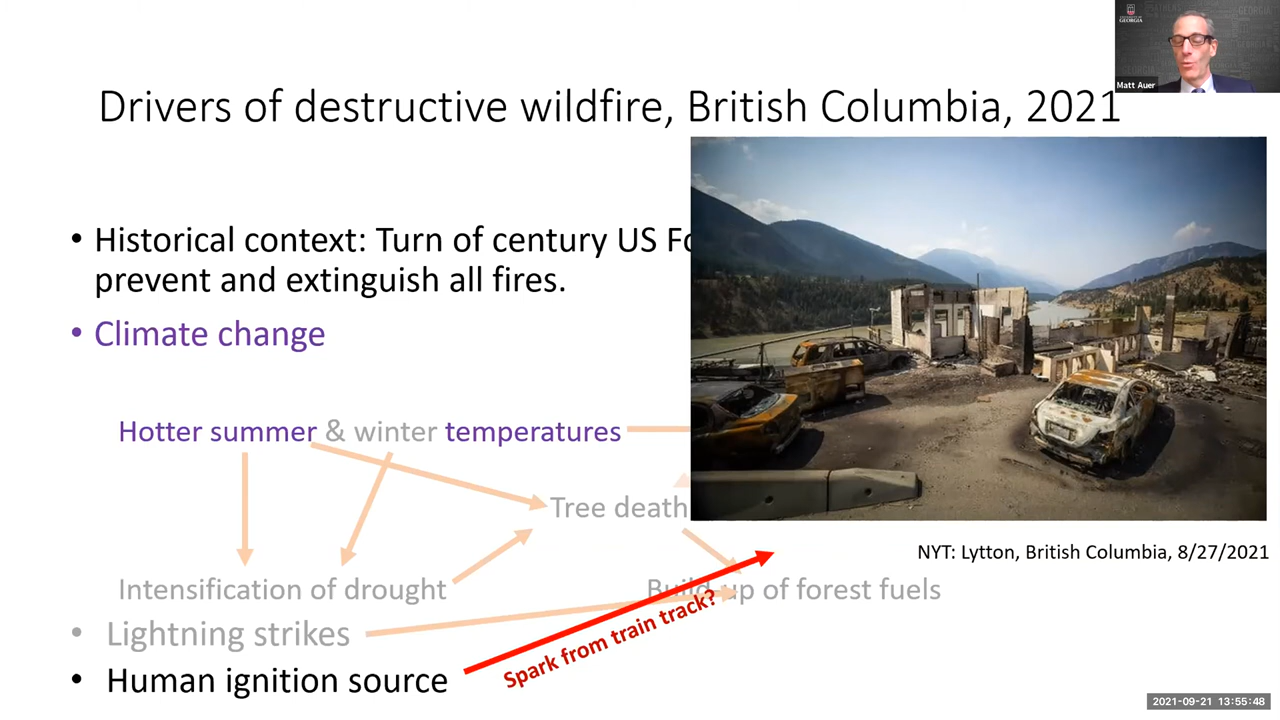 UNIVERSITY OF
GEORGIA
Matt Auer
Drivers of destructive wildfire, British Columbia, 2021
• Historical context: Turn of century US Fo
prevent and extinguish all fires.
• Climate change
Hotter summer & winter temperatures
Tree death
NYT: Lytton, British Columbia, 8/27/2021
Intensification of drought
Build up of forest fuels
• Lightning strikes
Spark from train track?
• Human ignition source
2021-09-21 13:55:48